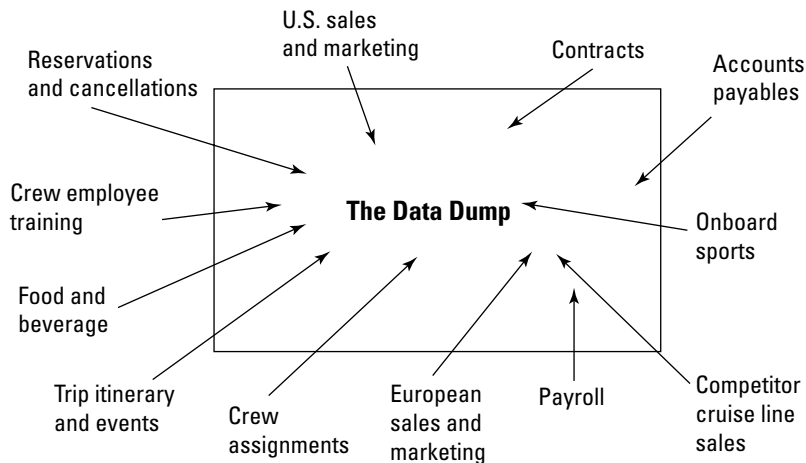 U.S. sales
and marketing
Contracts
Reservations
and cancellations
Accounts
payables
Crew employee
training
The Data Dump
Onboard
sports
Food and
beverage
Trip itinerary
and events
Crew
assignments
European
sales and
marketing
Payroll
Competitor
cruise line
sales